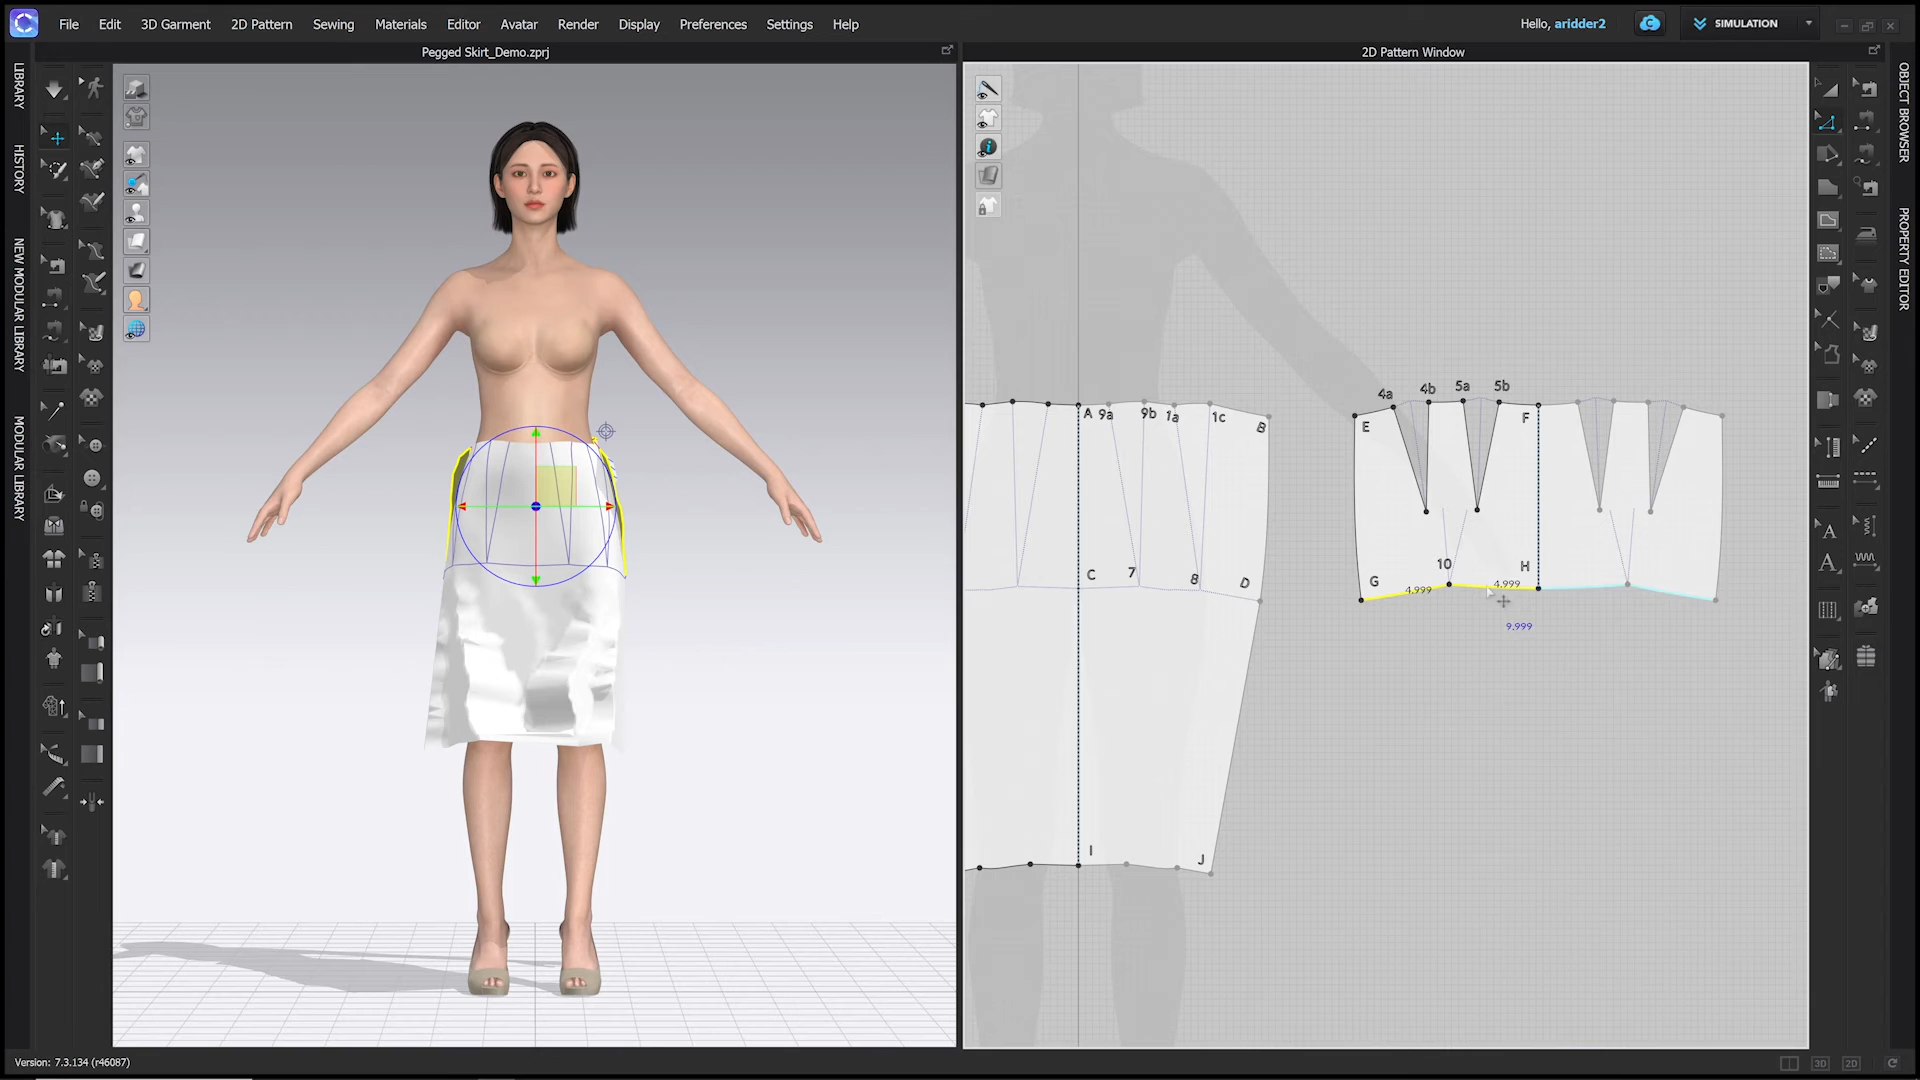 File Edit 3D Garment 2D Pattern Sewing Materials Editor Avatar Render Display Preferences Settings Help
Hello, aridder2
SIMULATION
Pegged Skirt_Demo.zprj
2D Pattern Window
LIBRARY
HISTORY
NEW MODULAR LIBRARY
MODULAR LIBRARY
OBJECT BROWSER
PROPERTY EDITOR
4a 4b 5a 5b
A 9a 9b 1a 1c B
E F
C 7 8 D
G 10 H
4.999 4.999
9.999
I J
Version: 7.3.134 (r46087)
3D 2D